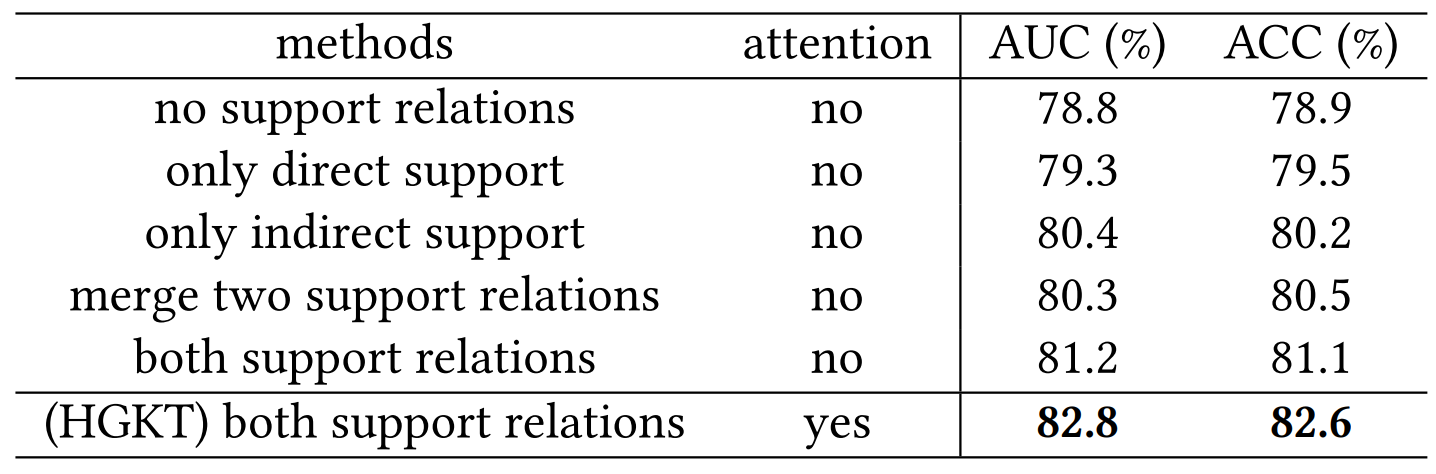 methods attention AUC (%) ACC (%)
no support relations no 78.8 78.9
only direct support no 79.3 79.5
only indirect support no 80.4 80.2
merge two support relations no 80.3 80.5
both support relations no 81.2 81.1
(HGKT) both support relations yes 82.8 82.6